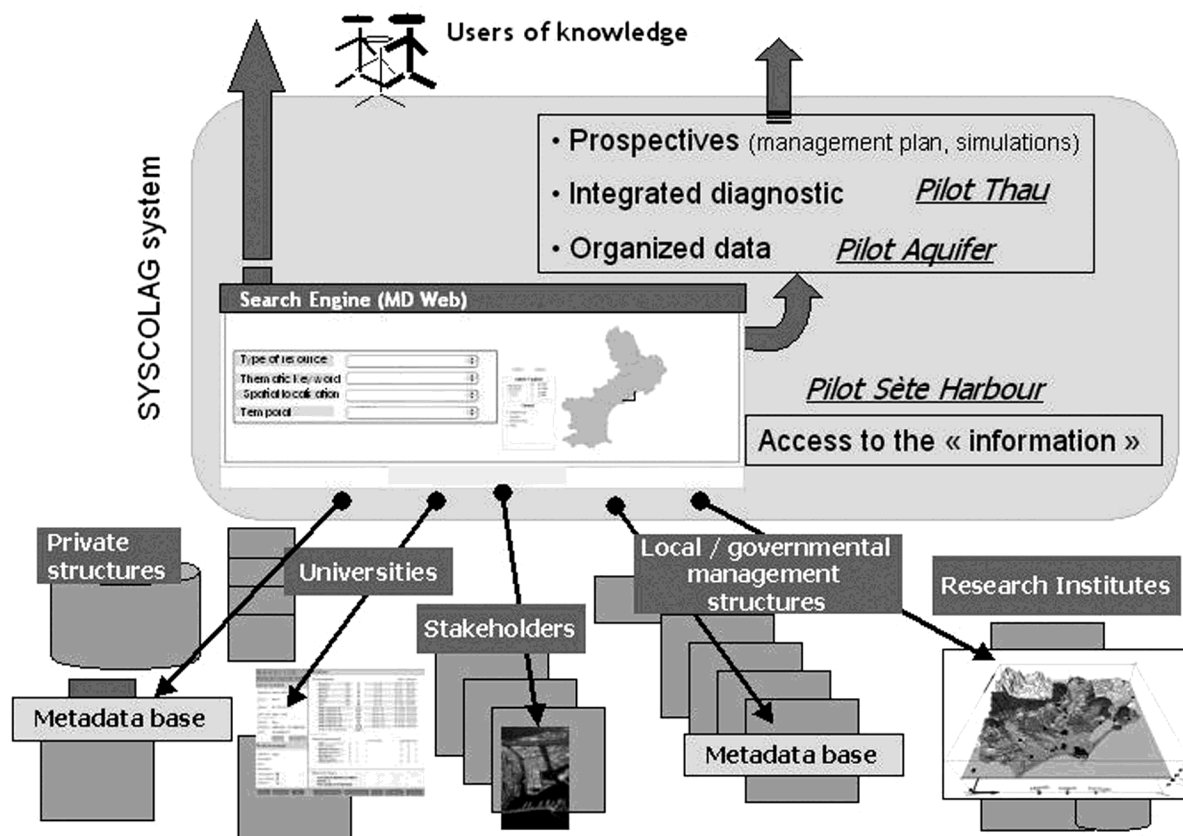 Users of knowledge
SYSCOLAG system
• Prospectives (management plan, simulations)
• Integrated diagnostic
Pilot Thau
• Organized data
Pilot Aquifer
Search Engine (MD Web)
Type of resource
Thematic Keyword
Spatial localisation
Temporal
Pilot Sète Harbour
Access to the « information »
Private
structures
Universities
Stakeholders
Local / governmental
management
structures
Research Institutes
Metadata base
Metadata base